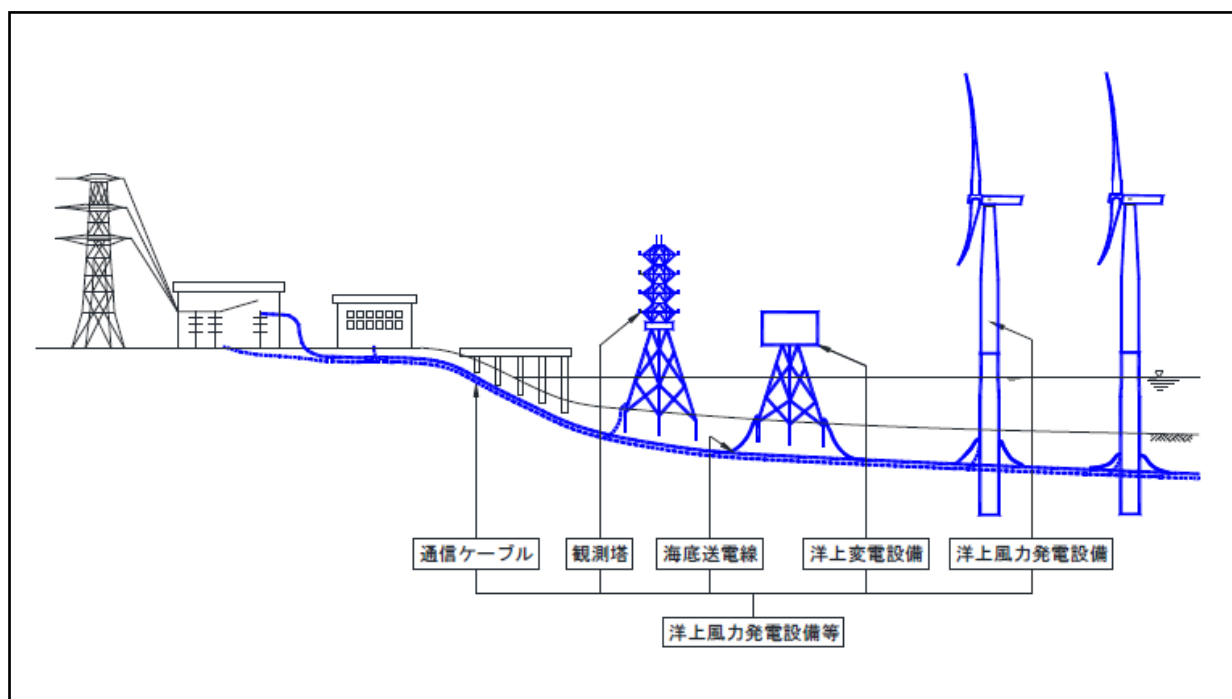 通信ケーブル
観測塔
海底送電線
洋上変電設備
洋上風力発電設備
洋上風力発電設備等